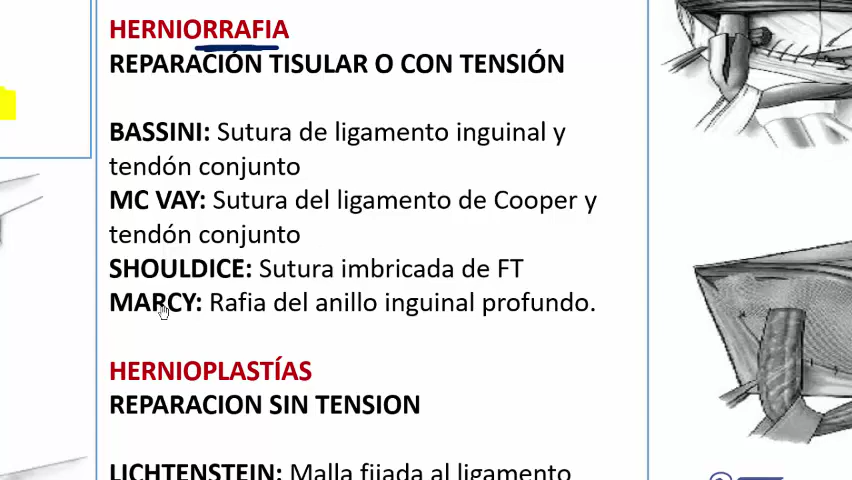 HERNIORRAFIA
REPARACIÓN TISULAR O CON TENSIÓN
BASSINI: Sutura de ligamento inguinal y
tendón conjunto
MC VAY: Sutura del ligamento de Cooper y
tendón conjunto
SHOULDICE: Sutura imbricada de FT
MARCY: Rafia del anillo inguinal profundo.
HERNIOPLASTÍAS
REPARACION SIN TENSION
LICHTENSTEIN: Malla fijada al ligamento